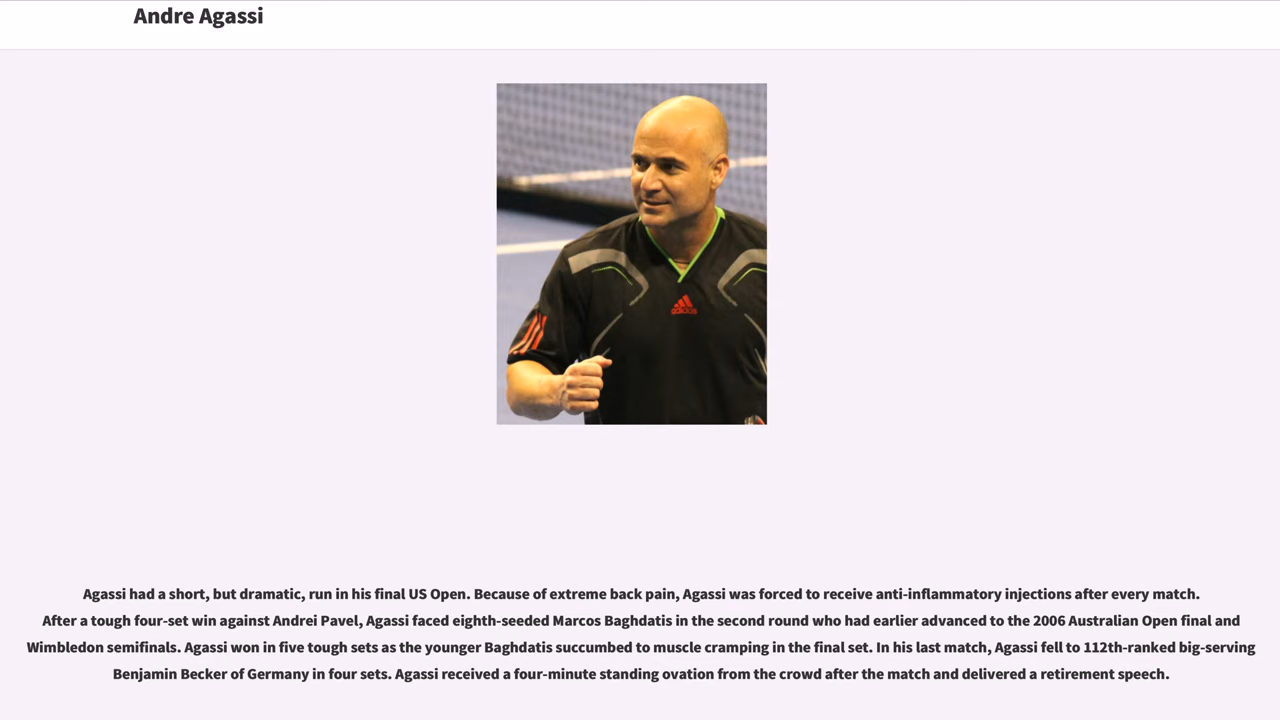 Andre Agassi
adidas
Agassi had a short, but dramatic, run in his final US Open. Because of extreme back pain, Agassi was forced to receive anti-inflammatory injections after every match.
After a tough four-set win against Andrei Pavel, Agassi faced eighth-seeded Marcos Baghdatis in the second round who had earlier advanced to the 2006 Australian Open final and
Wimbledon semifinals. Agassi won in five tough sets as the younger Baghdatis succumbed to muscle cramping in the final set. In his last match, Agassi fell to 112th-ranked big-serving
Benjamin Becker of Germany in four sets. Agassi received a four-minute standing ovation from the crowd after the match and delivered a retirement speech.